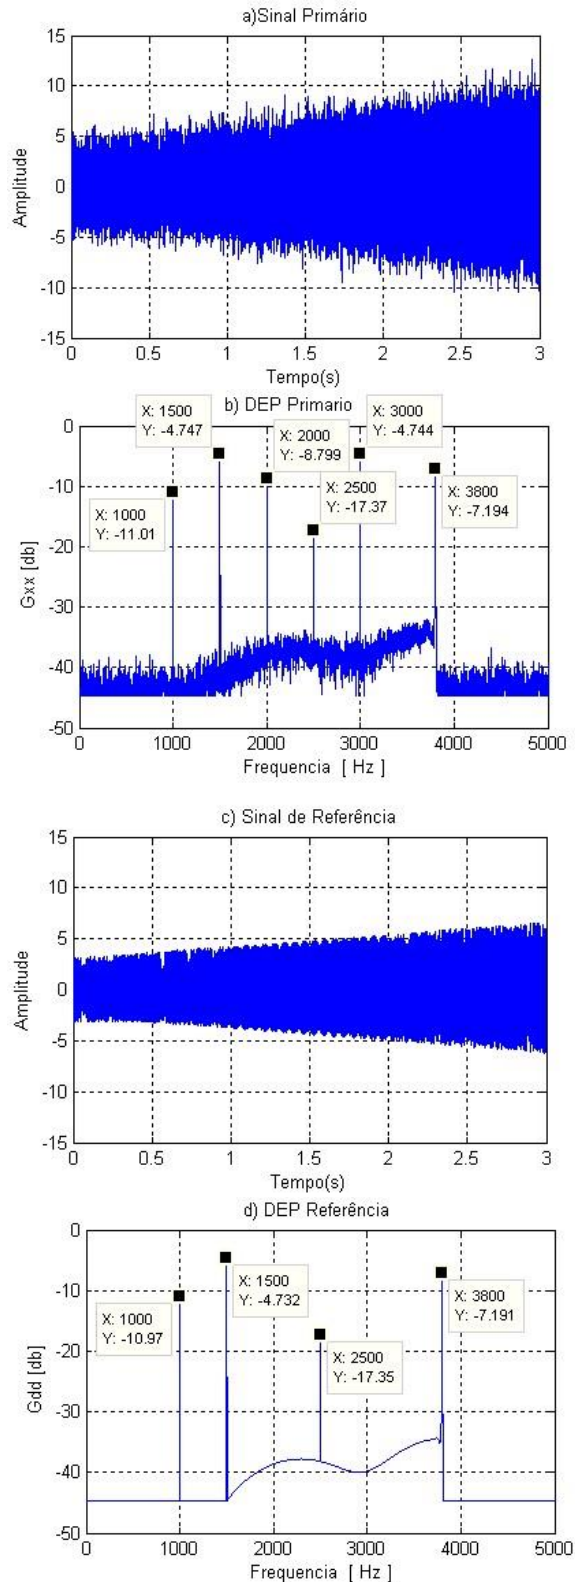 a)Sinal Primário
15
10
5
0
-5
-10
-15
Amplitude
0 0.5 1 1.5 2 2.5 3
Tempo(s)
b) DEP Primario
X: 1500
Y: -4.747
X: 3000
Y: -4.744
X: 2000
Y: -8.799
X: 2500
Y: -17.37
X: 3800
Y: -7.194
X: 1000
Y: -11.01
0
-10
-20
-30
-40
-50
Gxx [db]
0 1000 2000 3000 4000 5000
Frequencia [ Hz ]
c) Sinal de Referência
15
10
5
0
-5
-10
-15
Amplitude
0 0.5 1 1.5 2 2.5 3
Tempo(s)
d) DEP Referência
X: 1500
Y: -4.732
X: 3800
Y: -7.191
X: 1000
Y: -10.97
X: 2500
Y: -17.35
0
-10
-20
-30
-40
-50
Gdd [db]
0 1000 2000 3000 4000 5000
Frequencia [ Hz ]